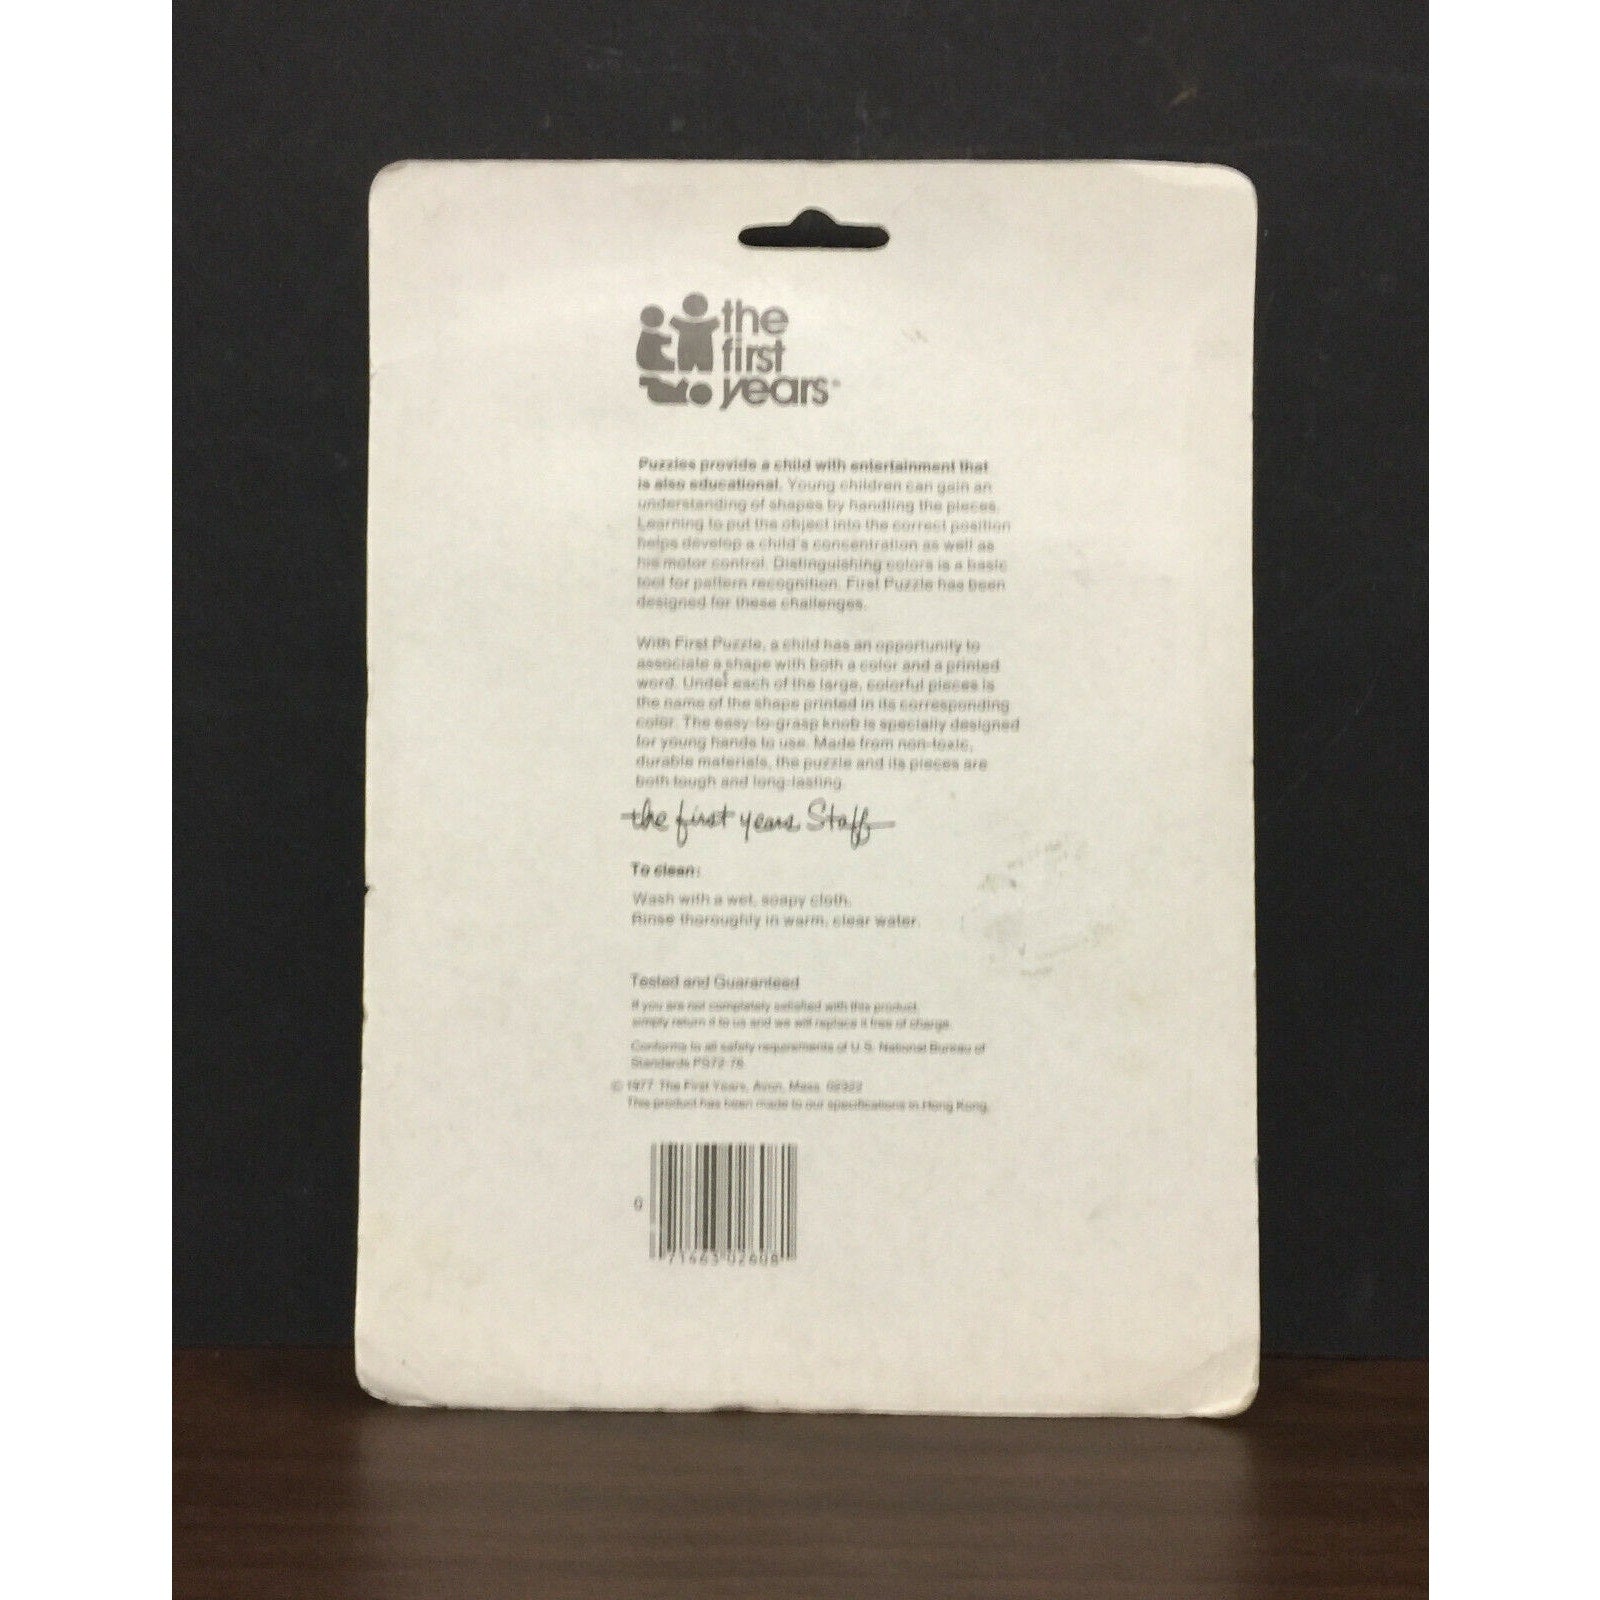 the
first
years
Puzzles provide a child with entertainment that
is also educational. Young children can gain an
understanding of shapes by handling the pieces.
Learning to put the object into the correct position
helps develop a child's concentration as well as
his motor control. Distinguishing colors is a basic
tool for pattern recognition. First Puzzle has been
designed for these challenges.
With First Puzzle, a child has an opportunity to
associate a shape with both a color and a printed
word. Under each of the large, colorful pieces is
the name of the shape printed in its corresponding
color. The easy-to-grasp knob is specially designed
for young hands to use. Made from non-toxic,
durable materials, the puzzle and its pieces are
both tough and long-lasting
the first years Staff
To clean:
Wash with a wet, soapy cloth.
Rinse thoroughly in warm, clear water.
Tested and Guaranteed
If you are not completely satisfied with this product,
simply return it to us and we will replace it free of charge.
Conforms to all safety requirements of U.S. National Bureau of
Standards PS72-76.
© 1977 The First Years, Avon, Mass. 02322
This product has been made to our specifications in Hong Kong.
0
71463 02608